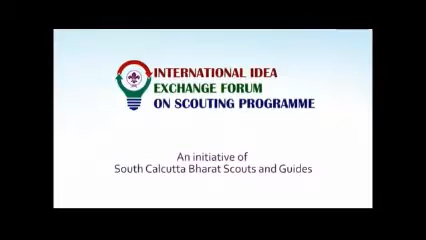 INTERNATIONAL IDEA
EXCHANGE FORUM
ON SCOUTING PROGRAMME
An initiative of
South Calcutta Bharat Scouts and Guides